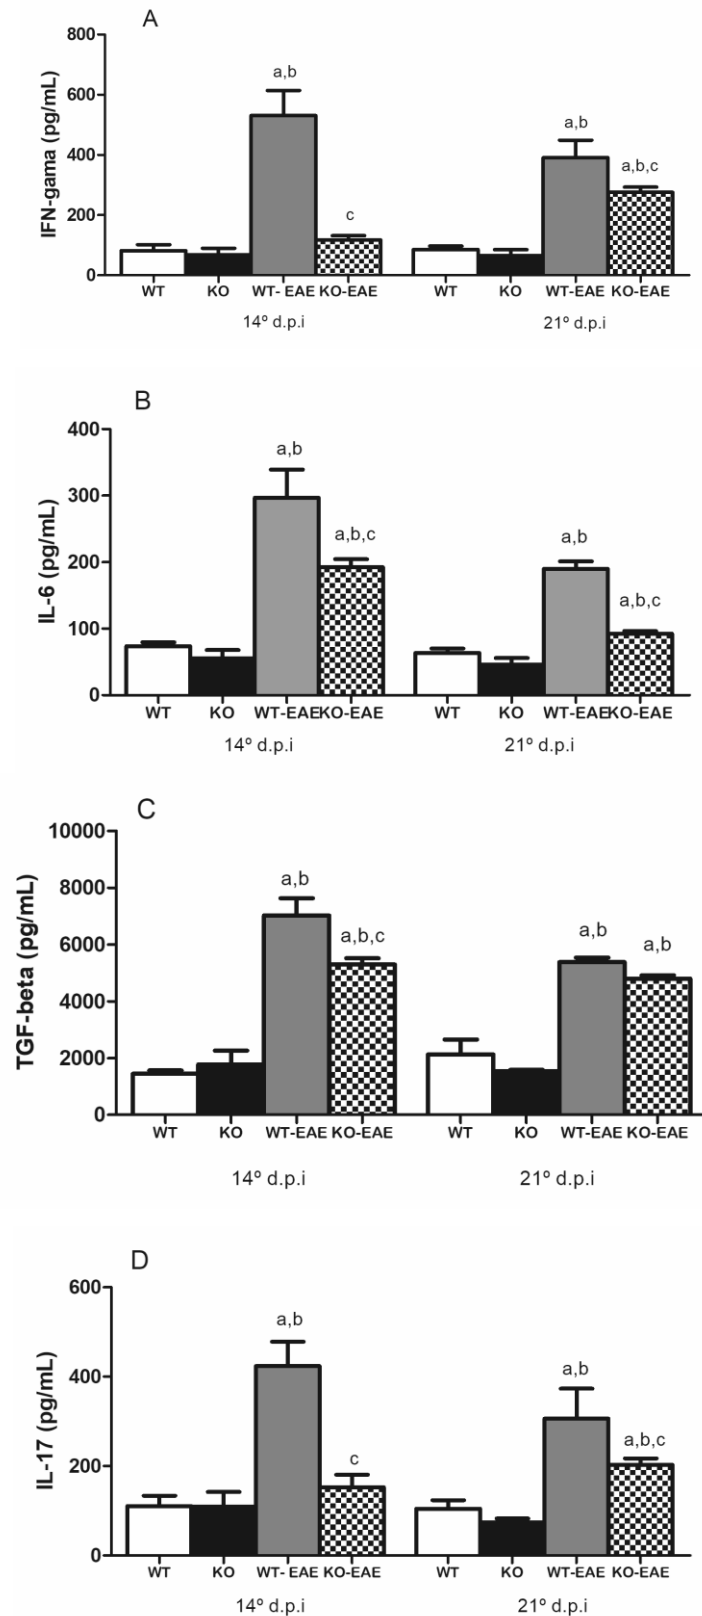 A
IFN-gama (pg/mL)
800
600
400
200
0
a,b
c
a,b
a,b,c
WT KO WT- EAE KO-EAE WT KO WT-EAE KO-EAE
14º d.p.i 21º d.p.i
B
IL-6 (pg/mL)
400
300
200
100
0
a,b
a,b,c
a,b
a,b,c
WT KO WT-EAE KO-EAE WT KO WT-EAE KO-EAE
14º d.p.i 21º d.p.i
C
TGF-beta (pg/mL)
10000
8000
6000
4000
2000
0
a,b
a,b,c
a,b
a,b
WT KO WT-EAE KO-EAE WT KO WT-EAE KO-EAE
14º d.p.i 21º d.p.i
D
IL-17 (pg/mL)
600
400
200
0
a,b
c
a,b
a,b,c
WT KO WT- EAE KO-EAE WT KO WT-EAE KO-EAE
14º d.p.i 21º d.p.i